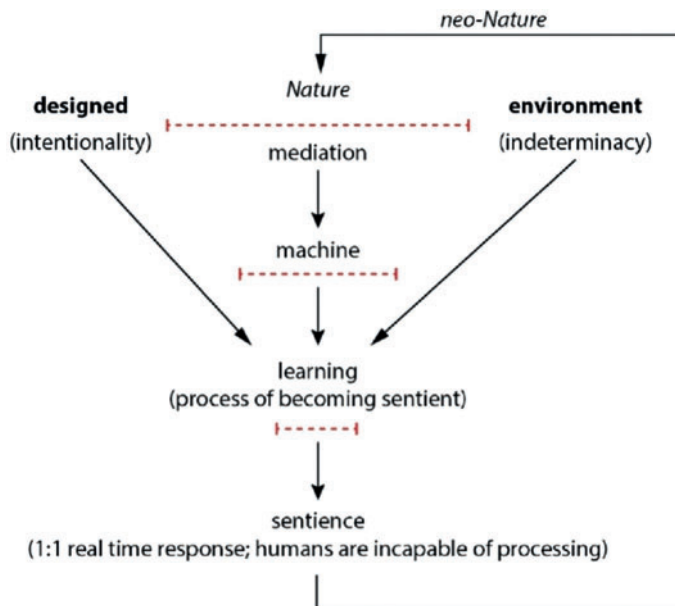 neo-Nature
Nature
designed
environment
(intentionality)
(indeterminacy)
mediation
machine
learning
(process of becoming sentient)
sentience
(1:1 real time response; humans are incapable of processing)